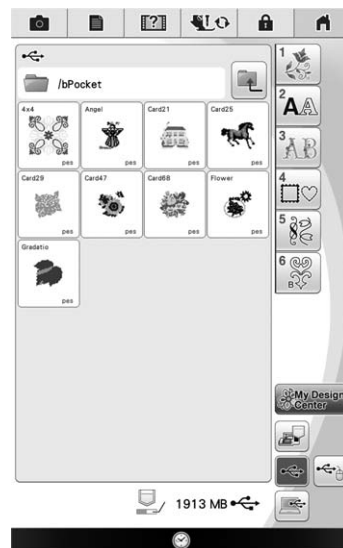 ?
/bPocket
1
2
AA
3
AB
4
5
6
B
4x4
Angel
Card21
Card25
pes
pes
pes
pes
Card29
Card47
Card68
Flower
pes
pes
pes
pes
Gradatio
pes
My Design
Center
1913 MB